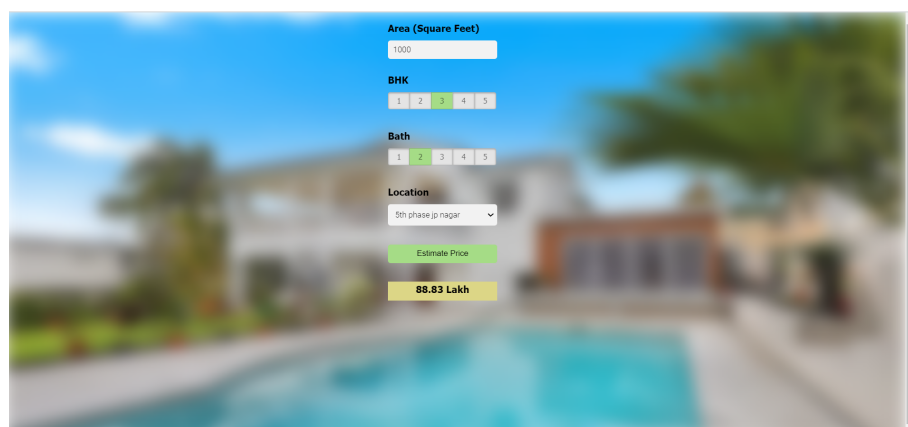 Area (Square Feet)
1000
BHK
1 2 3 4 5
Bath
1 2 3 4 5
Location
5th phase jp nagar
Estimate Price
88.83 Lakh